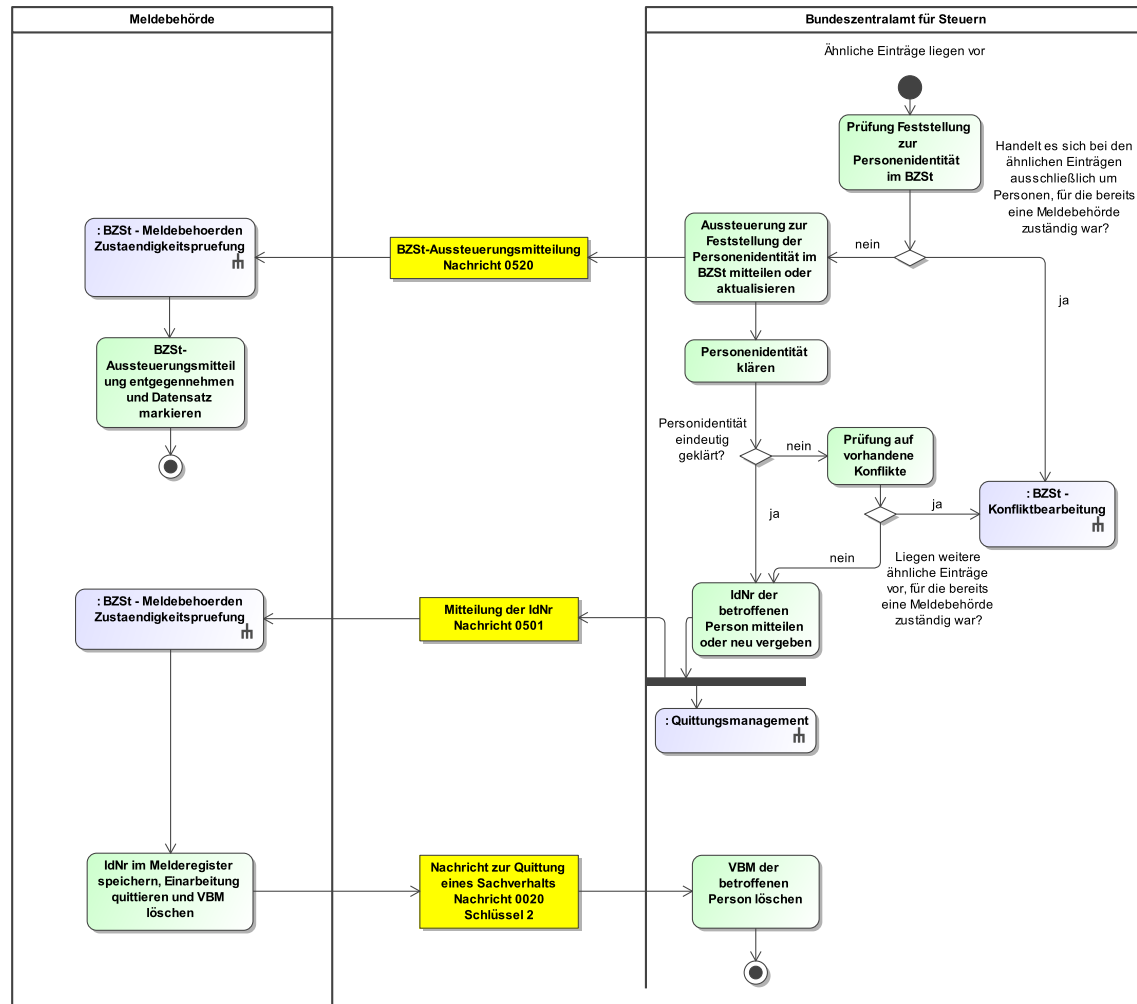 Meldebehörde
Bundeszentralamt für Steuern
Ähnliche Einträge liegen vor
Prüfung Feststellung
zur
Personenidentität
im BZSt
Handelt es sich bei den
ähnlichen Einträgen
ausschließlich um
Personen, für die bereits
eine Meldebehörde
zuständig war?
: BZSt - Meldebehoerden
Zustaendigkeitspruefung
BZSt-Aussteuerungsmitteilung
Nachricht 0520
Aussteuerung zur
Feststellung der
Personenidentität im
BZSt mitteilen oder
aktualisieren
nein
ja
BZSt-
Aussteuerungsmitteil
ung entgegennehmen
und Datensatz
markieren
Personenidentität
klären
Personidentität
eindeutig
geklärt?
nein
Prüfung auf
vorhandene
Konflikte
ja
ja
: BZSt -
Konfliktbearbeitung
nein
Liegen weitere
ähnliche Einträge
vor, für die bereits
eine Meldebehörde
zuständig war?
: BZSt - Meldebehoerden
Zustaendigkeitspruefung
Mitteilung der IdNr
Nachricht 0501
IdNr der
betroffenen
Person mitteilen
oder neu vergeben
: Quittungsmanagement
IdNr im Melderegister
speichern, Einarbeitung
quittieren und VBM
löschen
Nachricht zur Quittung
eines Sachverhalts
Nachricht 0020
Schlüssel 2
VBM der
betroffenen
Person löschen